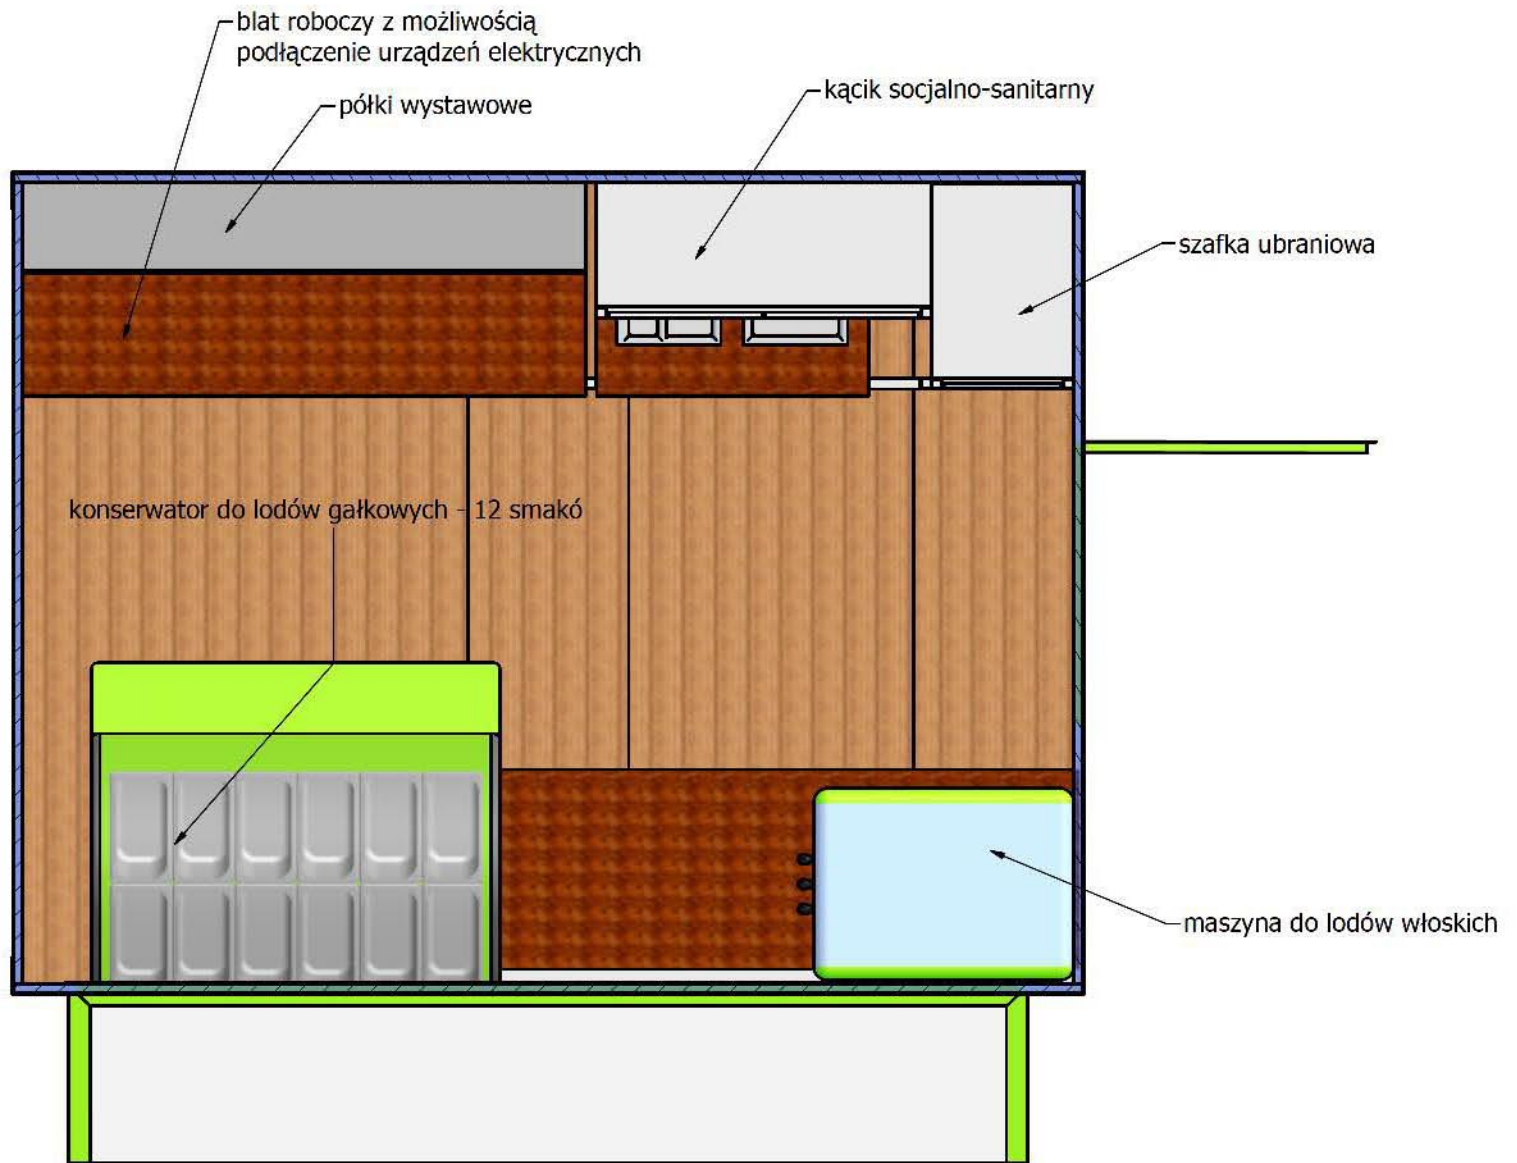 blat roboczy z możliwością
podłączenie urządzeń elektrycznych
półki wystawowe
kącik socjalno-sanitarny
szafka ubraniowa
konserwator do lodów gałkowych - 12 smakó
maszyna do lodów włoskich